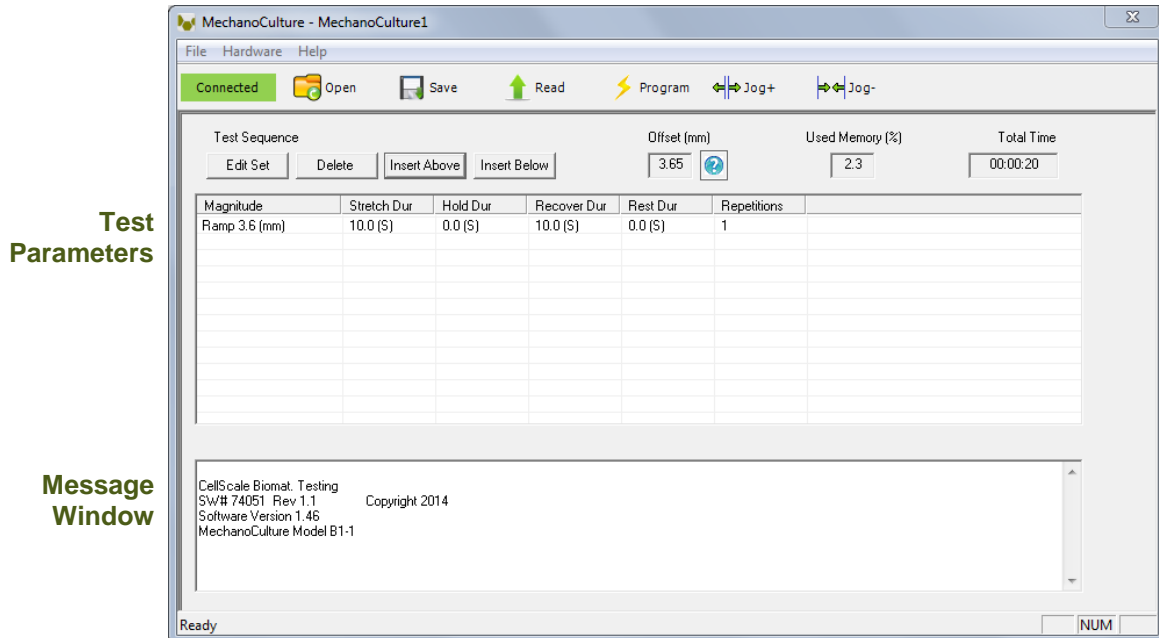 MechanoCulture - MechanoCulture1
File Hardware Help
Connected Open Save Read Program Jog+ Jog-
Test Sequence Offset (mm) Used Memory (%) Total Time
Edit Set Delete Insert Above Insert Below 3.65 ? 2.3 00:00:20
Test Parameters
Magnitude Stretch Dur Hold Dur Recover Dur Rest Dur Repetitions
Ramp 3.6 (mm) 10.0 (S) 0.0 (S) 10.0 (S) 0.0 (S) 1
Message Window
CellScale Biomat. Testing
SW# 74051 Rev 1.1 Copyright 2014
Software Version 1.46
MechanoCulture Model B1-1
Ready NUM